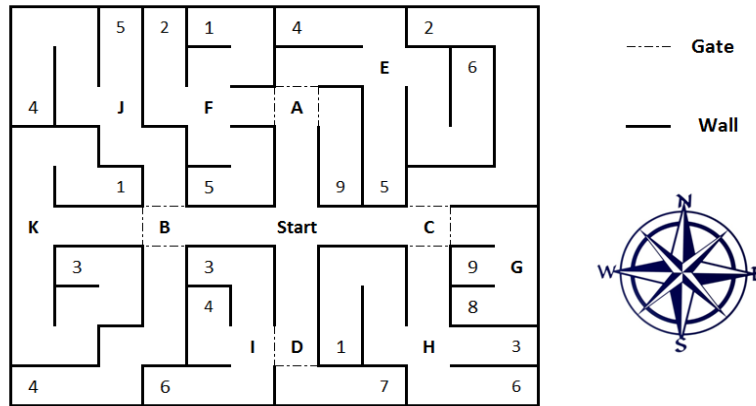 5 2 1 4 2
E 6 Gate
4 J F A
Wall
1 5 9 5
N
K B Start C
3 3 9 G W E
4 8
S
I D 1 H 3
4 6 7 6